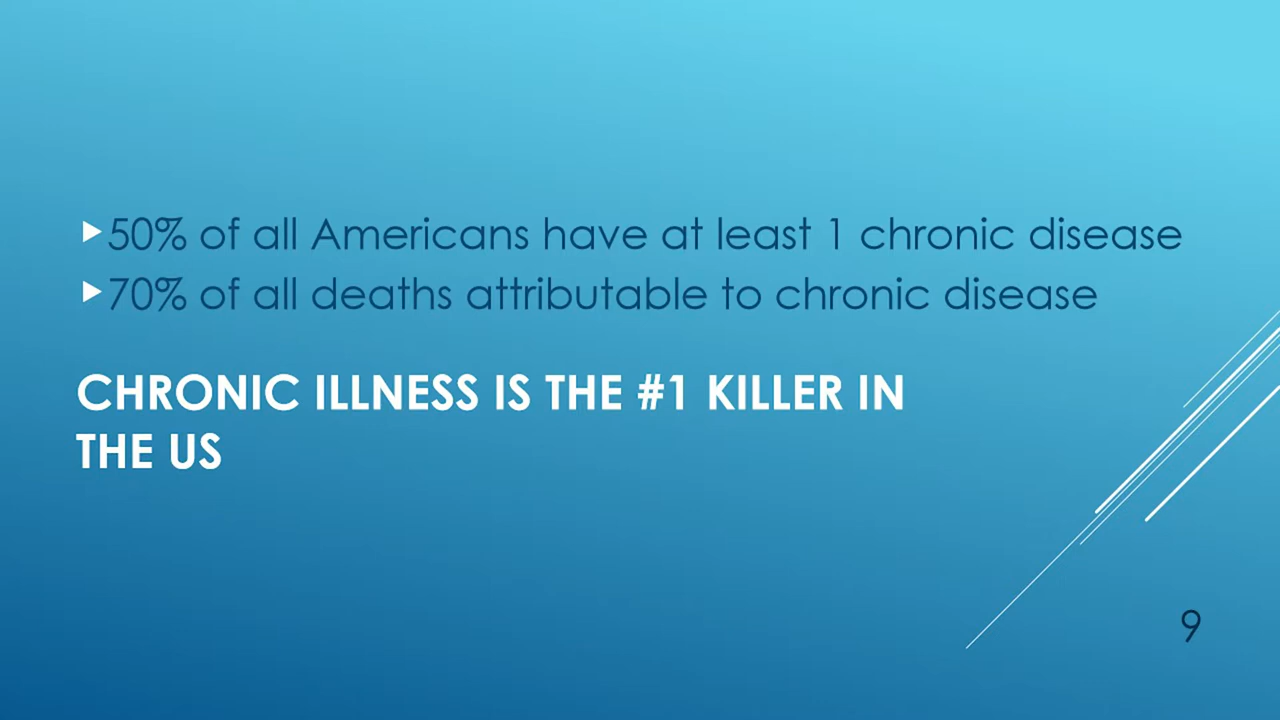 50% of all Americans have at least 1 chronic disease
70% of all deaths attributable to chronic disease
CHRONIC ILLNESS IS THE #1 KILLER IN
THE US
9